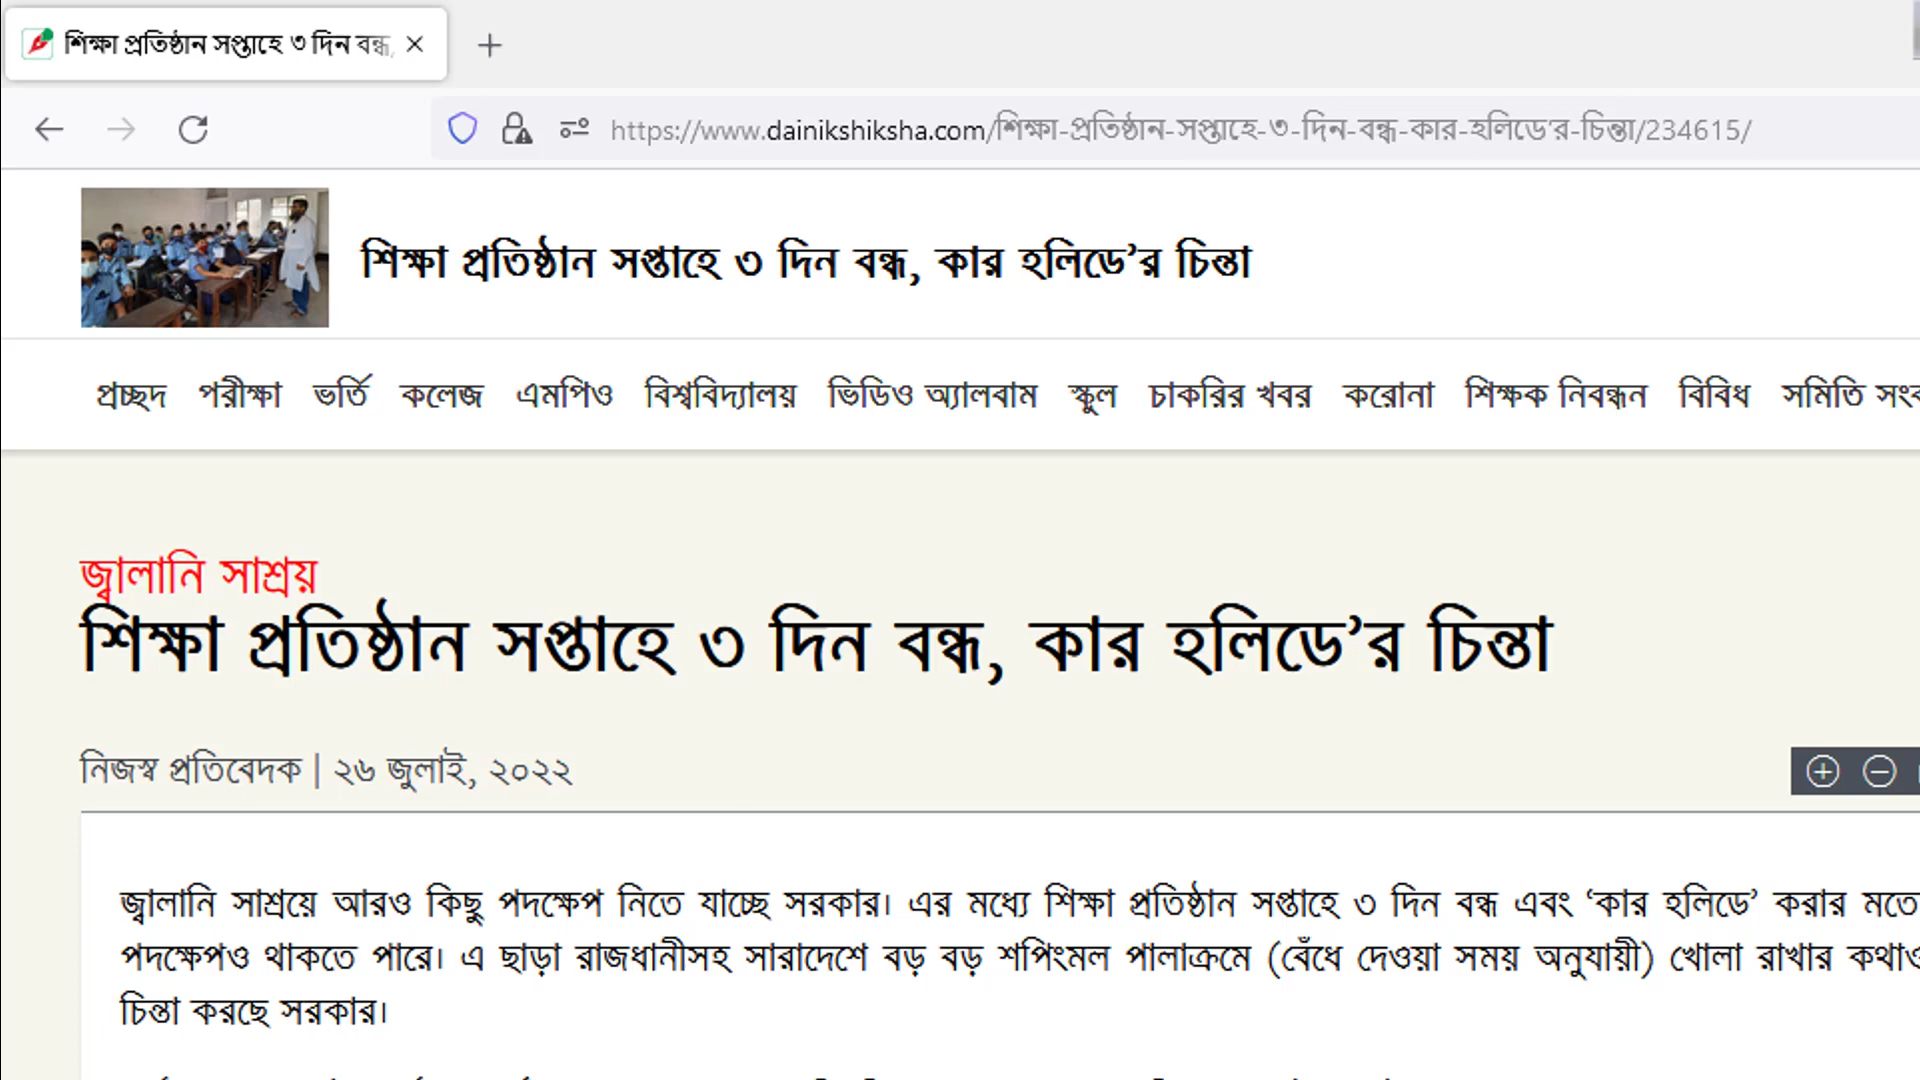 শিক্ষা প্রতিষ্ঠান সপ্তাহে ৩ দিন বন্ধ,
https://www.dainikshiksha.com/শিক্ষা-প্রতিষ্ঠান-সপ্তাহে-৩-দিন-বন্ধ-কার-হলিডে’র-চিন্তা/234615/
শিক্ষা প্রতিষ্ঠান সপ্তাহে ৩ দিন বন্ধ, কার হলিডে’র চিন্তা
প্রচ্ছদ পরীক্ষা ভর্তি কলেজ এমপিও বিশ্ববিদ্যালয় ভিডিও অ্যালবাম স্কুল চাকরির খবর করোনা শিক্ষক নিবন্ধন বিবিধ সমিতি
জ্বালানি সাশ্রয়
শিক্ষা প্রতিষ্ঠান সপ্তাহে ৩ দিন বন্ধ, কার হলিডে’র চিন্তা
নিজস্ব প্রতিবেদক | ২৬ জুলাই, ২০২২
জ্বালানি সাশ্রয়ে আরও কিছু পদক্ষেপ নিতে যাচ্ছে সরকার। এর মধ্যে শিক্ষা প্রতিষ্ঠান সপ্তাহে ৩ দিন বন্ধ এবং ‘কার হলিডে’ করার মতো
পদক্ষেপও থাকতে পারে। এ ছাড়া রাজধানীসহ সারাদেশে বড় বড় শপিংমল পালাক্রমে (বেঁধে দেওয়া সময় অনুযায়ী) খোলা রাখার কথাও
চিন্তা করছে সরকার।